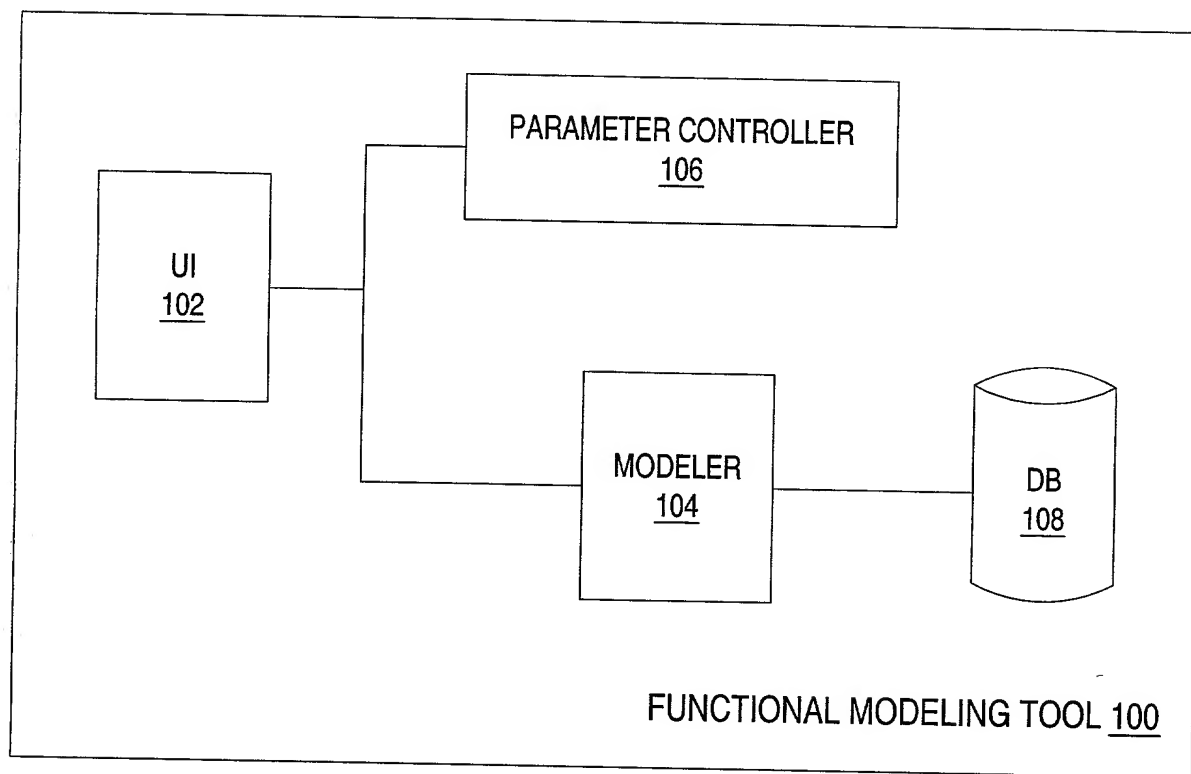 PARAMETER CONTROLLER
106
UI
102
MODELER
104
DB
108
FUNCTIONAL MODELING TOOL 100